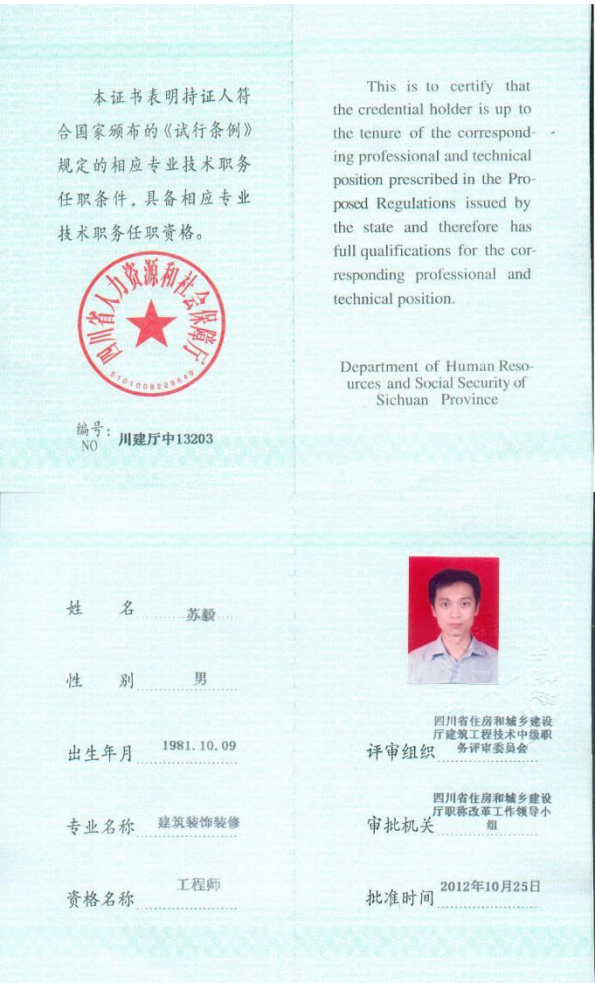 本证书表明持证人符
合国家颁布的《试行条例》
规定的相应专业技术职务
任职条件，具备相应专业
技术职务任职资格。
四川省人力资源和社会保障厅
5101008229649
编号：
NO
川建厅中13203
This is to certify that
the credential holder is up to
the tenure of the correspond-
ing professional and technical
position prescribed in the Pro-
posed Regulations issued by
the state and therefore has
full qualifications for the cor-
responding professional and
technical position.
Department of Human Reso-
urces and Social Security of
Sichuan Province
姓 名 苏毅
性 别 男
出生年月 1981.10.09
专业名称 建筑装饰装修
资格名称 工程师
评审组织 四川省住房和城乡建设
厅建筑工程技术中级职
务评审委员会
审批机关 四川省住房和城乡建设
厅职称改革工作领导小
组
批准时间 2012年10月25日